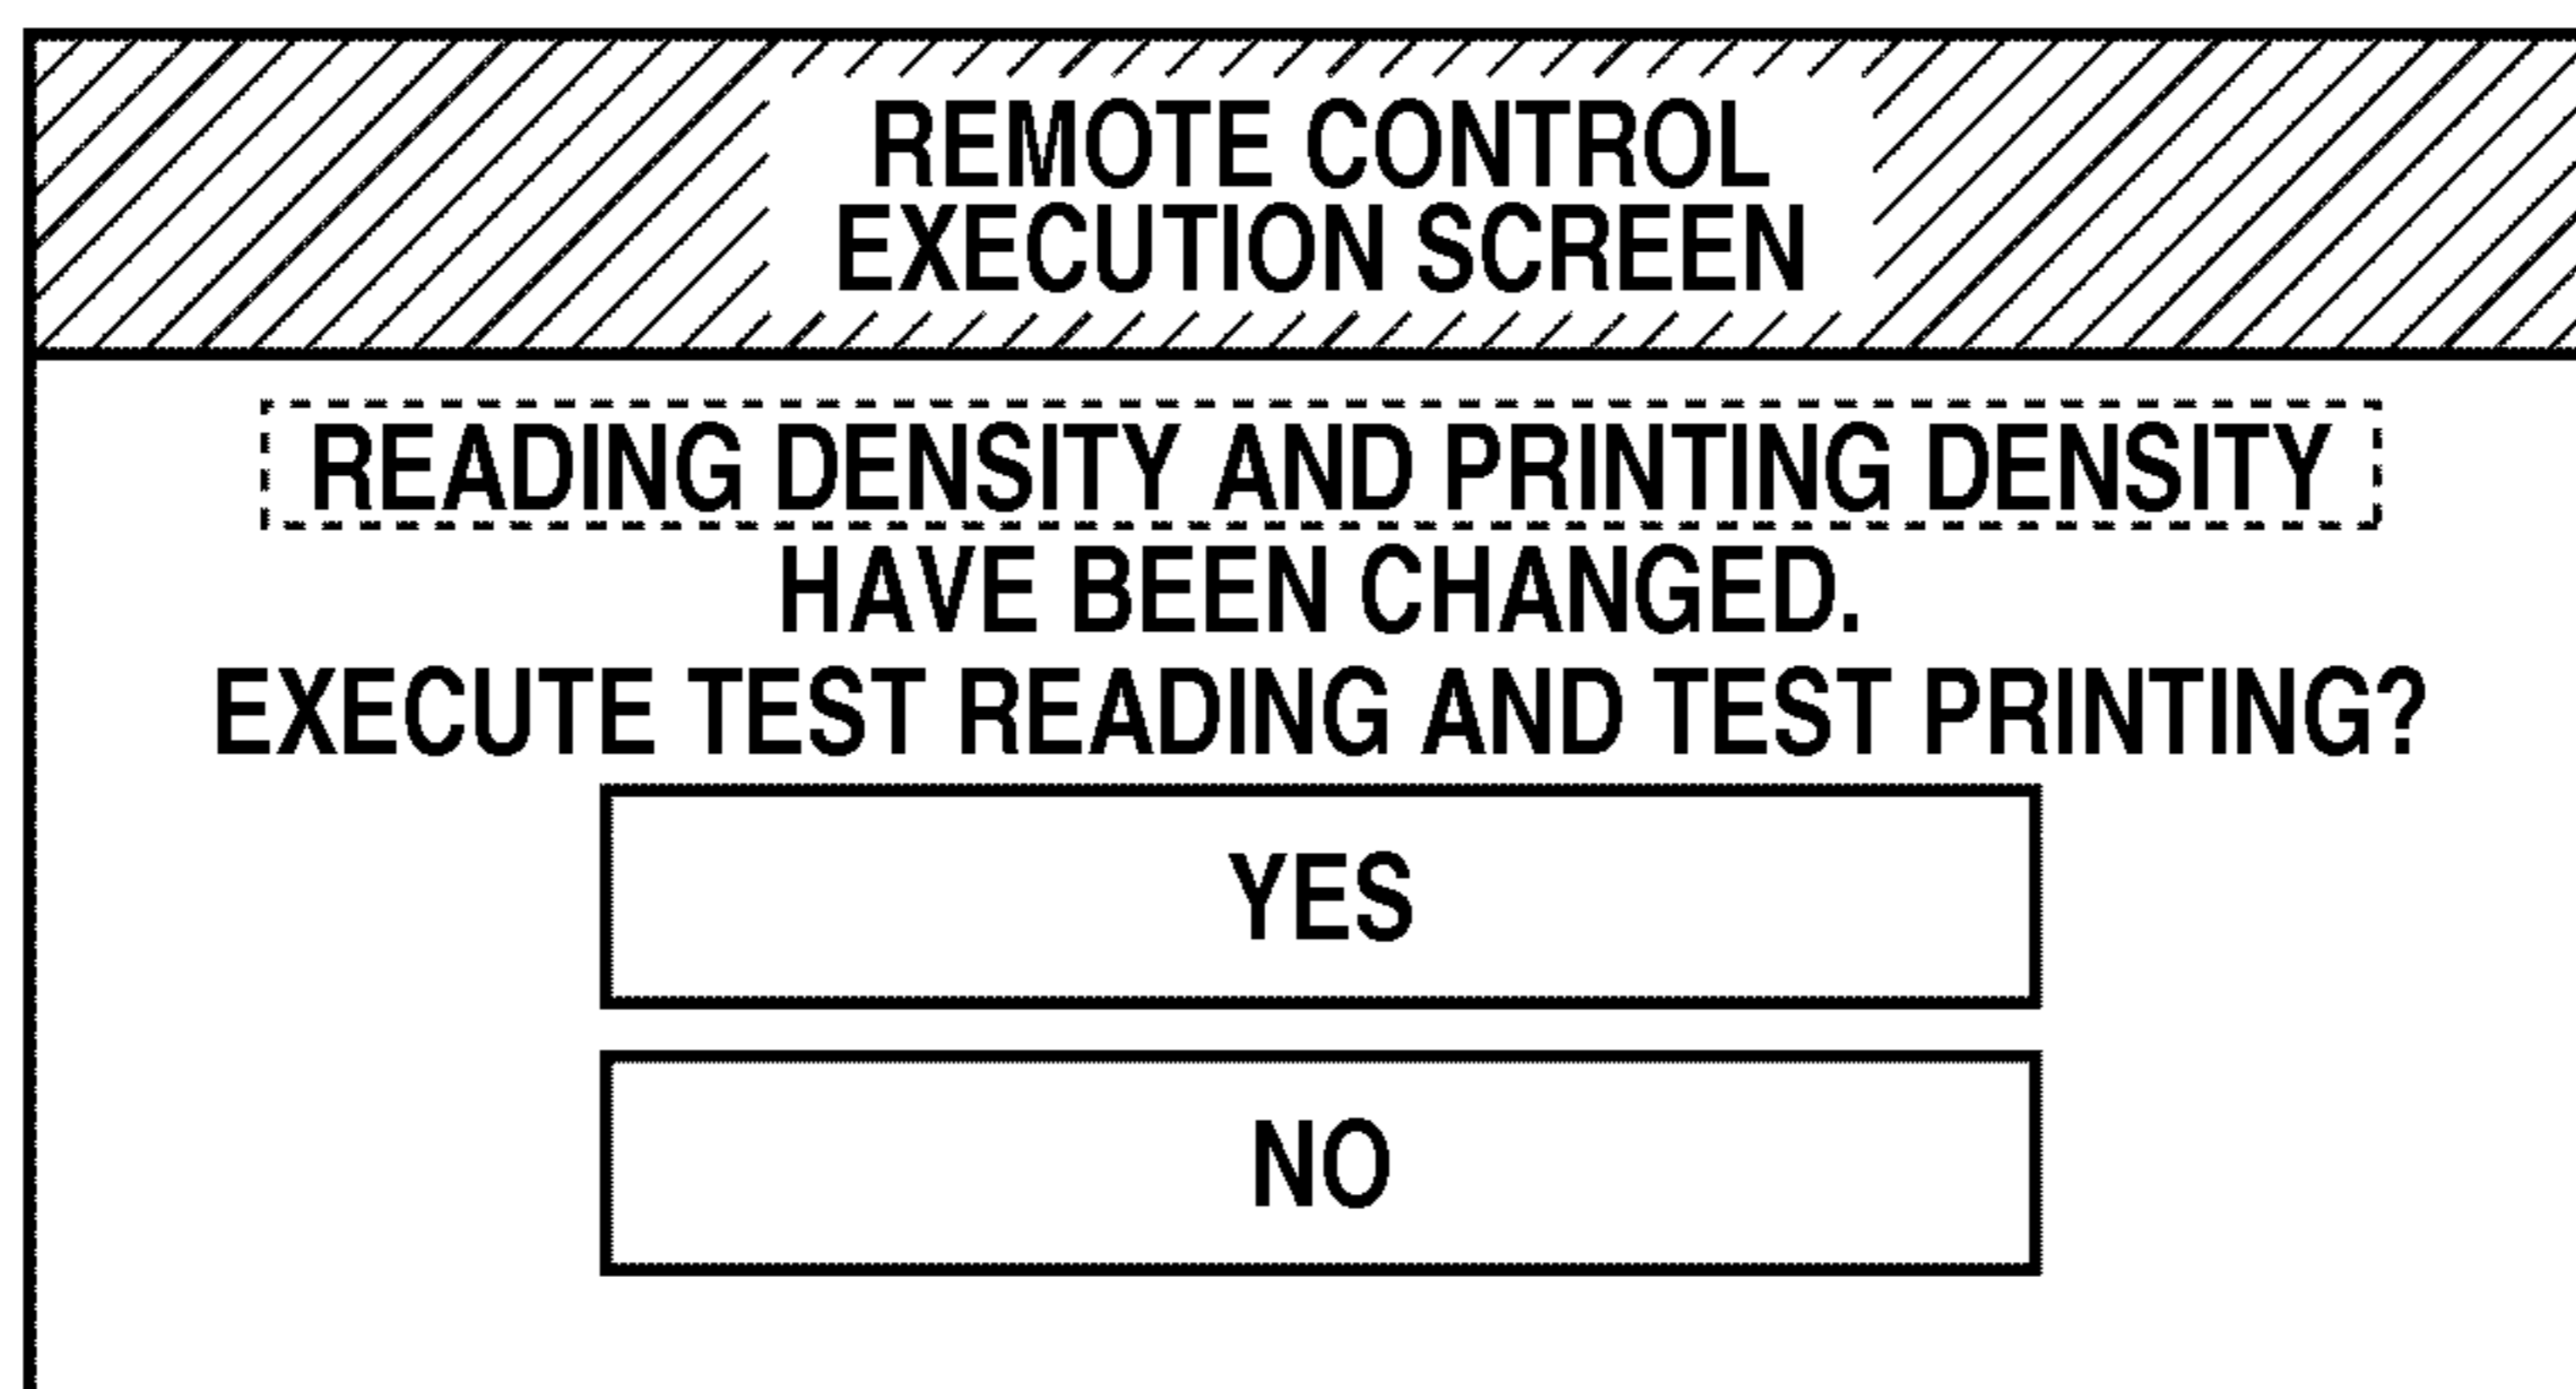 REMOTE CONTROL
EXECUTION SCREEN
READING DENSITY AND PRINTING DENSITY
HAVE BEEN CHANGED.
EXECUTE TEST READING AND TEST PRINTING?
YES
NO